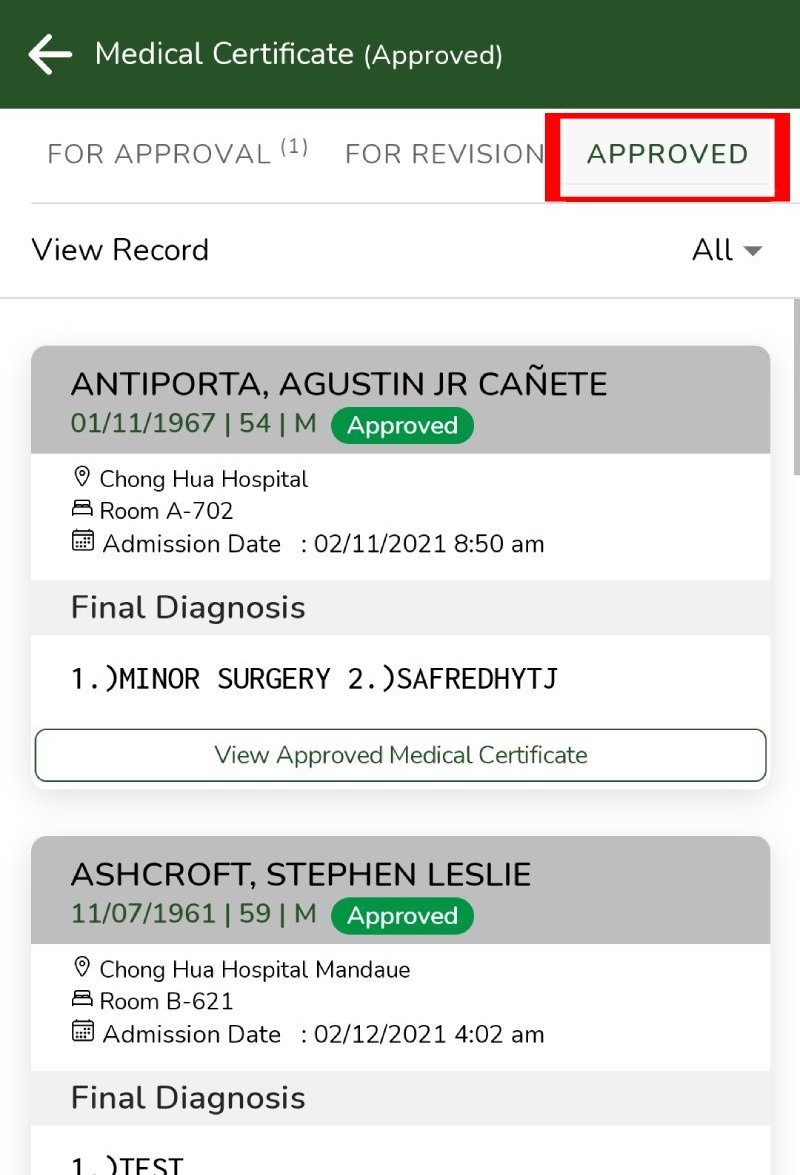 Medical Certificate (Approved)
FOR APPROVAL (1) FOR REVISION APPROVED
View Record All
ANTIPORTA, AGUSTIN JR CAÑETE
01/11/1967 | 54 | M Approved
Chong Hua Hospital
Room A-702
Admission Date : 02/11/2021 8:50 am
Final Diagnosis
1.)MINOR SURGERY 2.)SAFREDHYTJ
View Approved Medical Certificate
ASHCROFT, STEPHEN LESLIE
11/07/1961 | 59 | M Approved
Chong Hua Hospital Mandaue
Room B-621
Admission Date : 02/12/2021 4:02 am
Final Diagnosis
1.)TEST